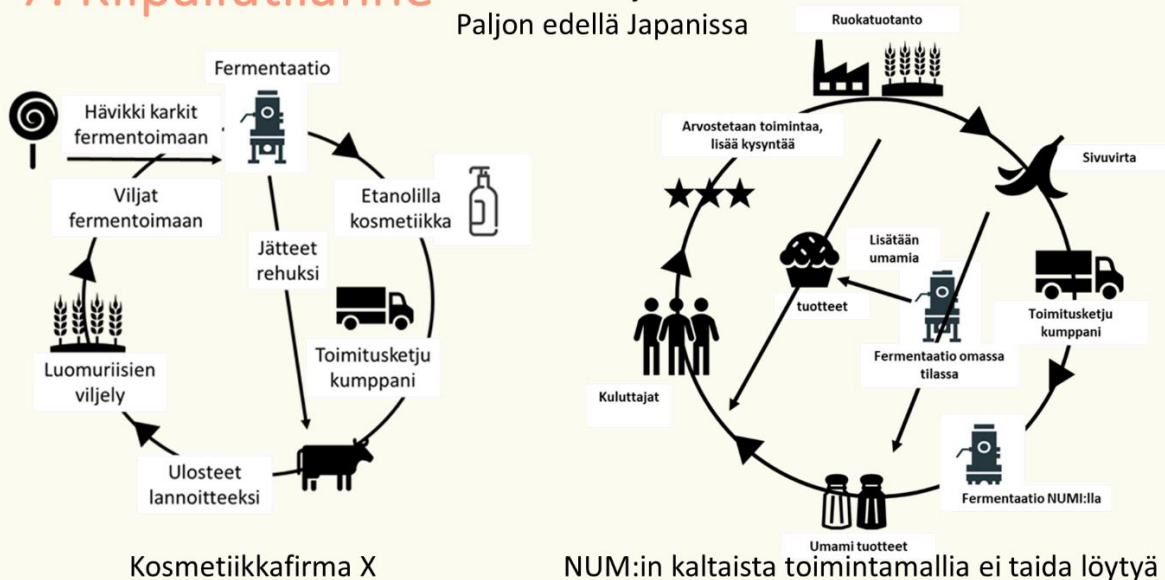 7. Kilpailutilanne
Paljon edellä Japanissa
Fermentaatio
Hävikki karkit
fermentoimaan
Viljat
fermentoimaan
Etanolilla
kosmetiikka
Jätteet
rehuksi
Toimitusketju
kumppani
Luomuriisien
viljely
Ulosteet
lannoitteeksi
Kosmetiikkafirma X
Ruokatuotanto
Arvostetaan toimintaa,
lisää kysyntää
Sivuvirta
Lisätään
umamia
tuotteet
Toimitusketju
kumppani
Fermentaatio omassa
tilassa
Kuluttajat
Fermentaatio NUMI:lla
Umami tuotteet
NUM:in kaltaista toimintamallia ei taida löytyä